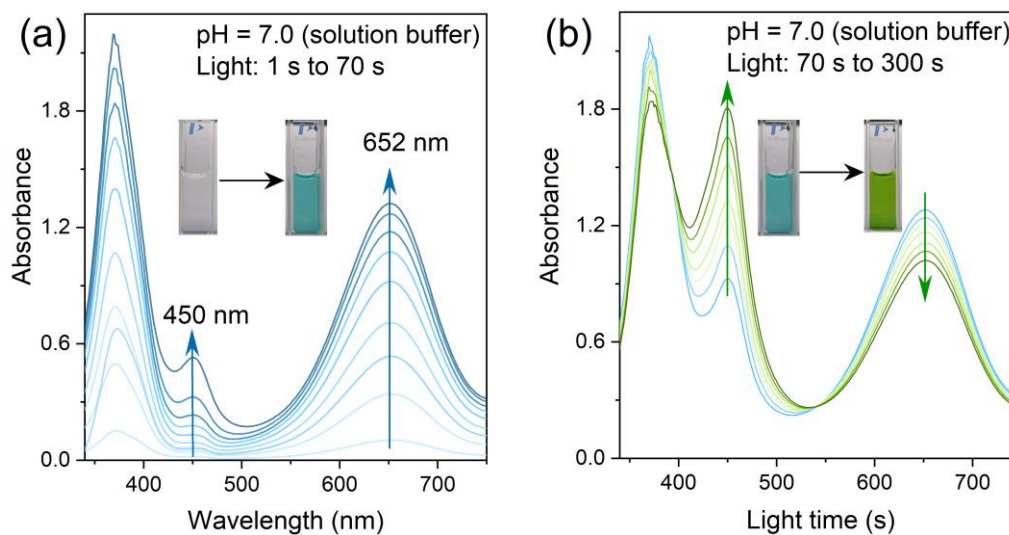 (a)
pH = 7.0 (solution buffer)
Light: 1 s to 70 s
652 nm
450 nm
Absorbance
1.8
1.2
0.6
0.0
400
500
600
700
Wavelength (nm)
(b)
pH = 7.0 (solution buffer)
Light: 70 s to 300 s
Absorbance
1.8
1.2
0.6
0.0
400
500
600
700
Light time (s)